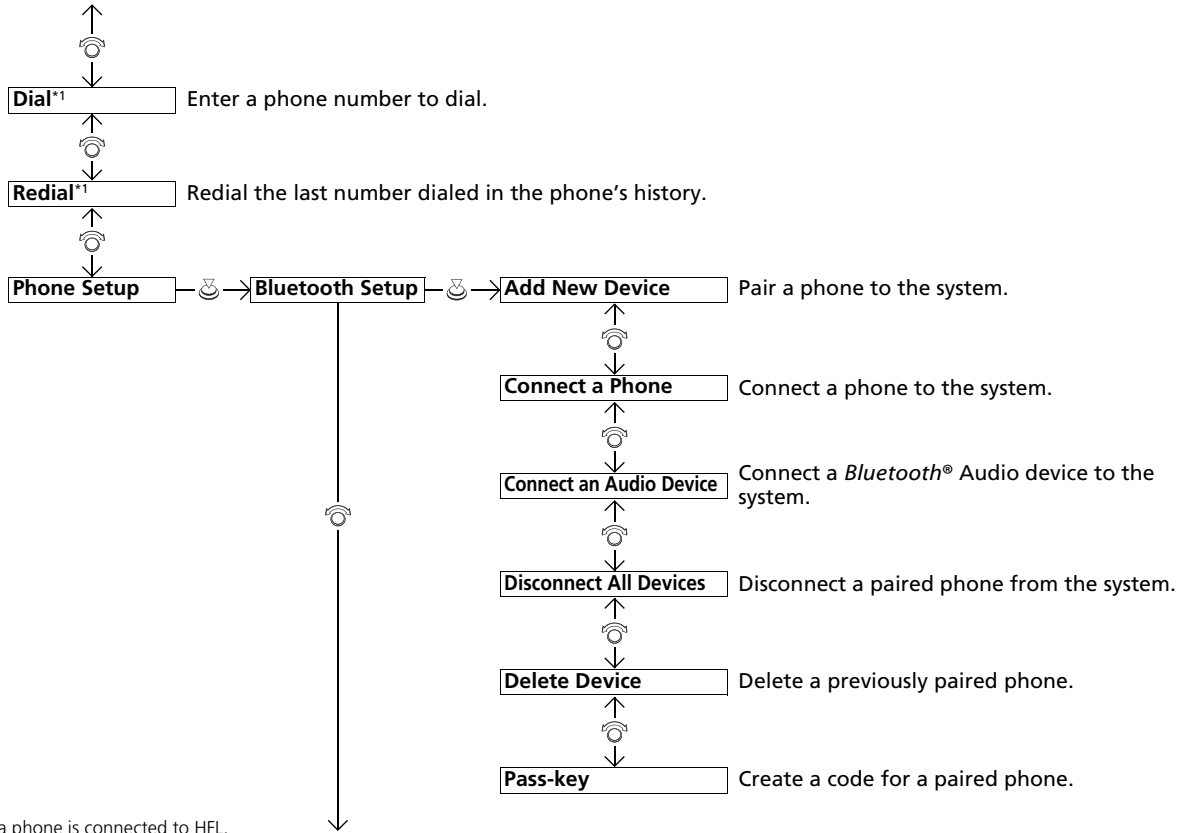 Dial*1 Enter a phone number to dial.
Redial*1 Redial the last number dialed in the phone's history.
Phone Setup Bluetooth Setup Add New Device Pair a phone to the system.
Connect a Phone Connect a phone to the system.
Connect an Audio Device Connect a Bluetooth® Audio device to the
system.
Disconnect All Devices Disconnect a paired phone from the system.
Delete Device Delete a previously paired phone.
Pass-key Create a code for a paired phone.
a phone is connected to HFL.